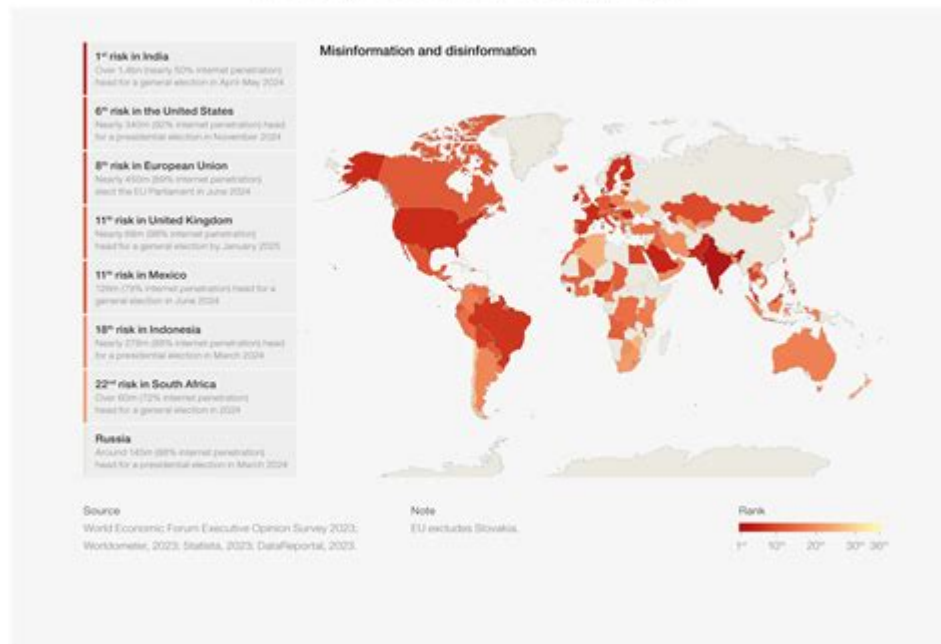 Misinformation and disinformation
1st risk in India
Over 1.4bn (nearly 50% internet penetration)
head for a general election in April-May 2024
6th risk in the United States
Nearly 340m (92% internet penetration) head
for a presidential election in November 2024
8th risk in European Union
Nearly 450m (89% internet penetration)
elect the EU Parliament in June 2024
11th risk in United Kingdom
Nearly 68m (98% internet penetration)
head for a general election by January 2025
11th risk in Mexico
129m (79% internet penetration) head for a
general election in June 2024
18th risk in Indonesia
Nearly 279m (66% internet penetration) head
for a presidential election in March 2024
22nd risk in South Africa
Over 60m (72% internet penetration)
head for a general election in 2024
Russia
Around 145m (88% internet penetration)
head for a presidential election in March 2024
Source
World Economic Forum Executive Opinion Survey 2023;
Worldometer, 2023; Statista, 2023; DataReportal, 2023.
Note
EU excludes Slovakia.
Rank
1st 10th 20th 30th 36th